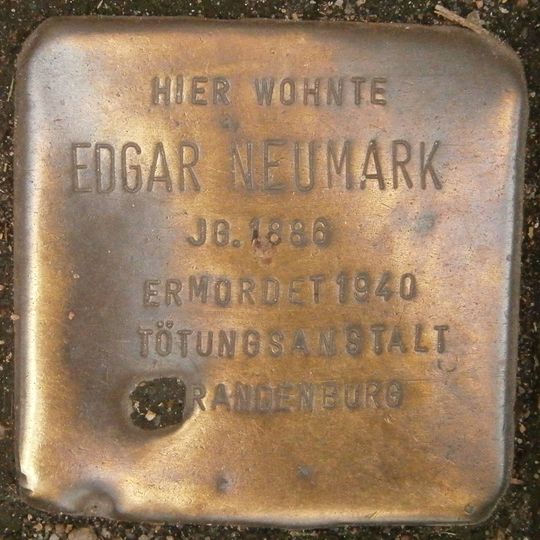 HIER WOHNTE
EDGAR NEUMARK
JG. 1886
ERMORDET 1940
TÖTUNGSANSTALT
RANDENBURG